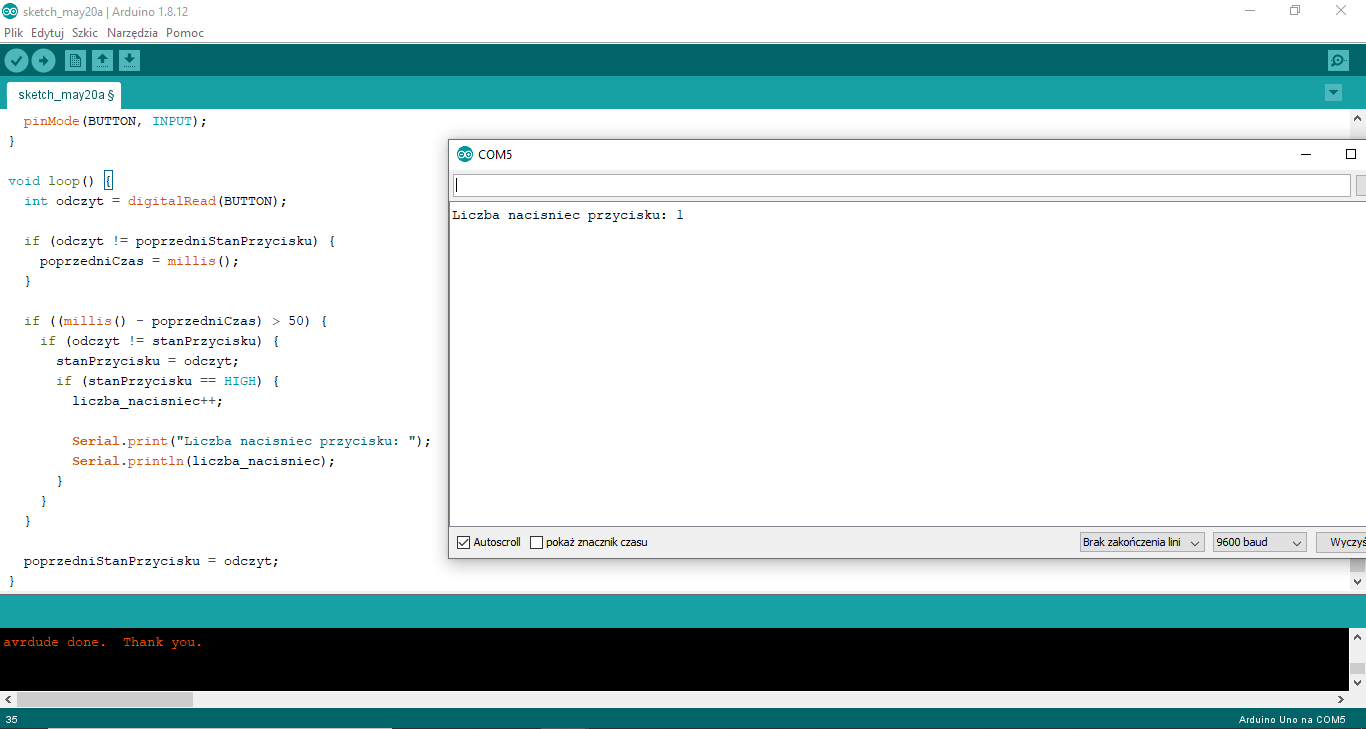 sketch_may20a | Arduino 1.8.12
Plik Edytuj Szkic Narzędzia Pomoc
sketch_may20a §
pinMode(BUTTON, INPUT);
}
void loop() {
int odczyt = digitalRead(BUTTON);
if (odczyt != poprzedniStanPrzycisku) {
poprzedniCzas = millis();
}
if ((millis() - poprzedniCzas) > 50) {
if (odczyt != stanPrzycisku) {
stanPrzycisku = odczyt;
if (stanPrzycisku == HIGH) {
liczba_nacisniec++;
Serial.print("Liczba nacisniec przycisku: ");
Serial.println(liczba_nacisniec);
}
}
}
poprzedniStanPrzycisku = odczyt;
}
COM5
Liczba nacisniec przycisku: 1
Autoscroll pokaż znacznik czasu
Brak zakończenia lini 9600 baud Wyczyś
avrdude done. Thank you.
35
Arduino Uno na COM5